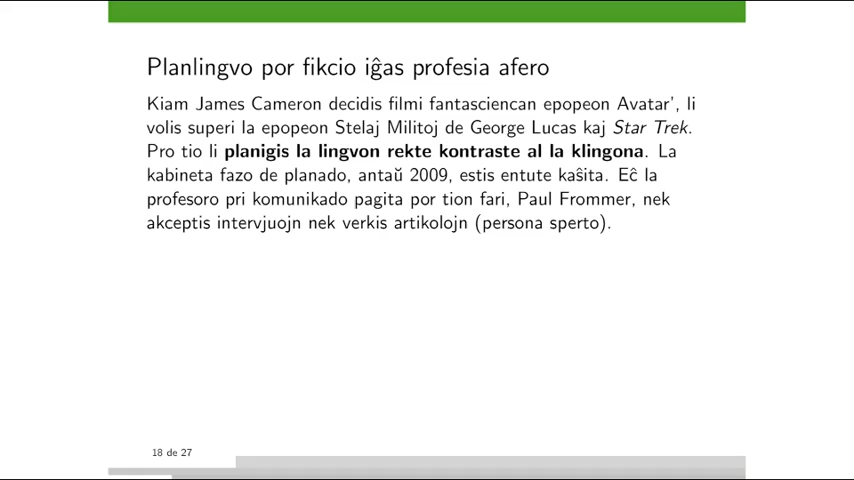 Planlingvo por fikcio iĝas profesia afero
Kiam James Cameron decidis filmi fantasciencan epopeon Avatar’, li
volis superi la epopeon Stelaj Militoj de George Lucas kaj Star Trek.
Pro tio li planigis la lingvon rekte kontraste al la klingona. La
kabineta fazo de planado, antaŭ 2009, estis entute kaŝita. Eĉ la
profesoro pri komunikado pagita por tion fari, Paul Frommer, nek
akceptis intervjuojn nek verkis artikolojn (persona sperto).
18 de 27